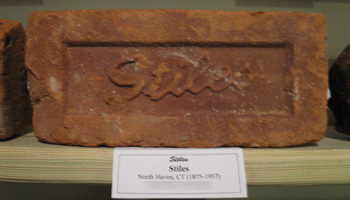 Stiles
Stiles
Stiles
North Haven, CT (1875-1957)